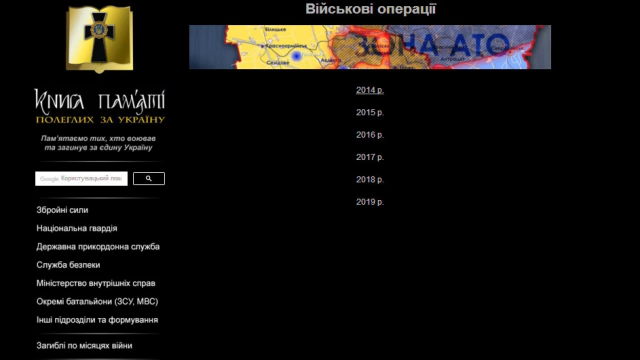 Військові операції
ЗОНА АТО
Книга пам'яті
ПОЛЕГЛИХ ЗА УКРАЇНУ
Пам'ятаємо тих, хто воював
та загинув за єдину Україну
Google
Збройні сили
Національна гвардія
Державна прикордонна служба
Служба безпеки
Міністерство внутрішніх справ
Окремі батальйони (ЗСУ, МВС)
Інші підрозділи та формування
Загиблі по місяцях війни
2014 р.
2015 р.
2016 р.
2017 р.
2018 р.
2019 р.